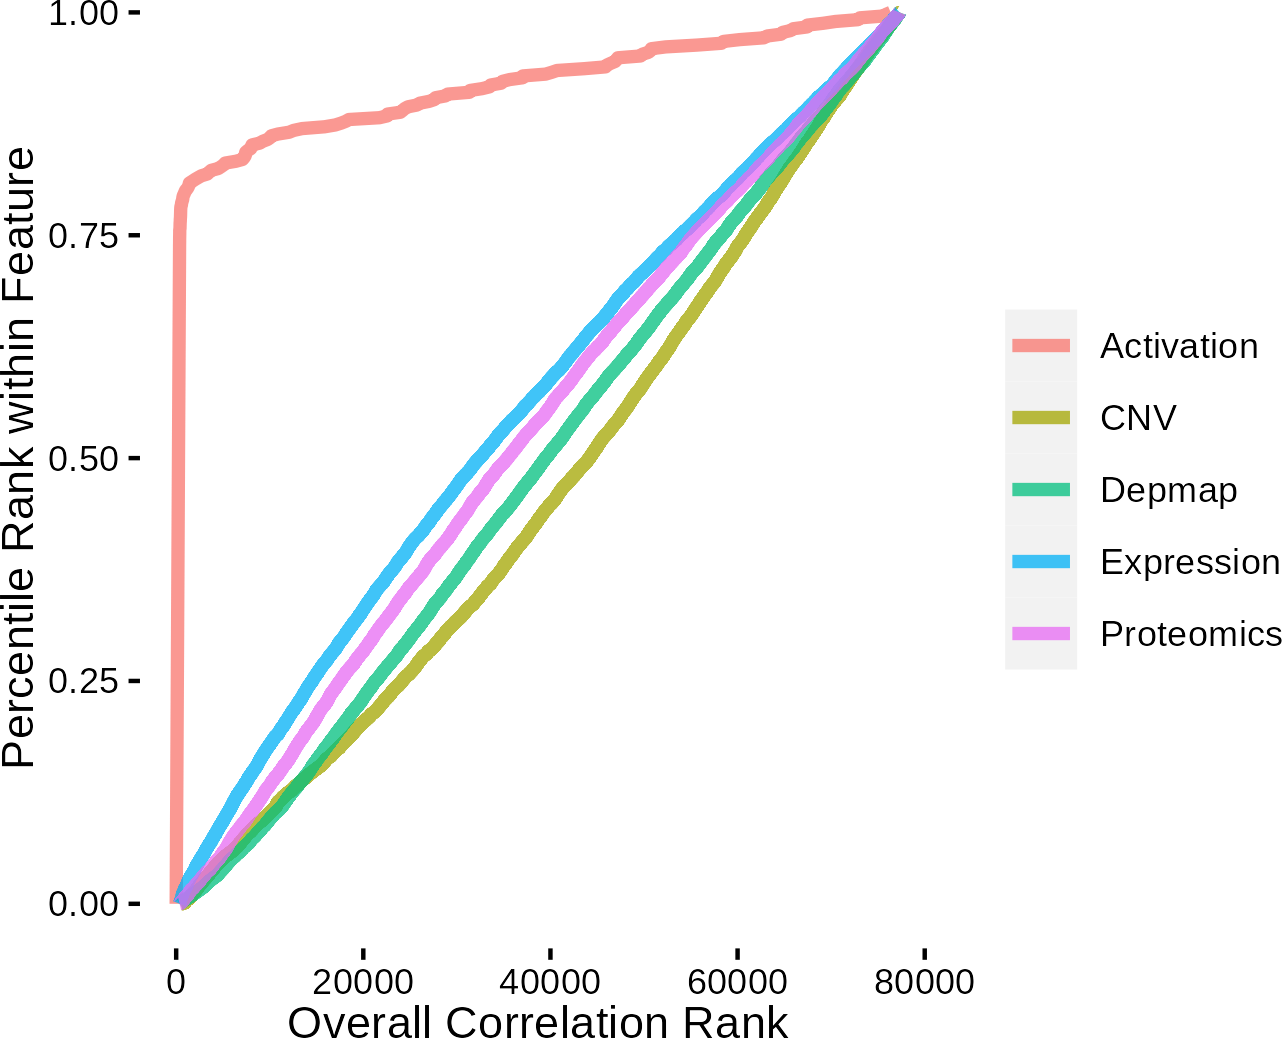 1.00
0.75
0.50
0.25
0.00
Percentile Rank within Feature
0
20000
40000
60000
80000
Overall Correlation Rank
Activation
CNV
Depmap
Expression
Proteomics